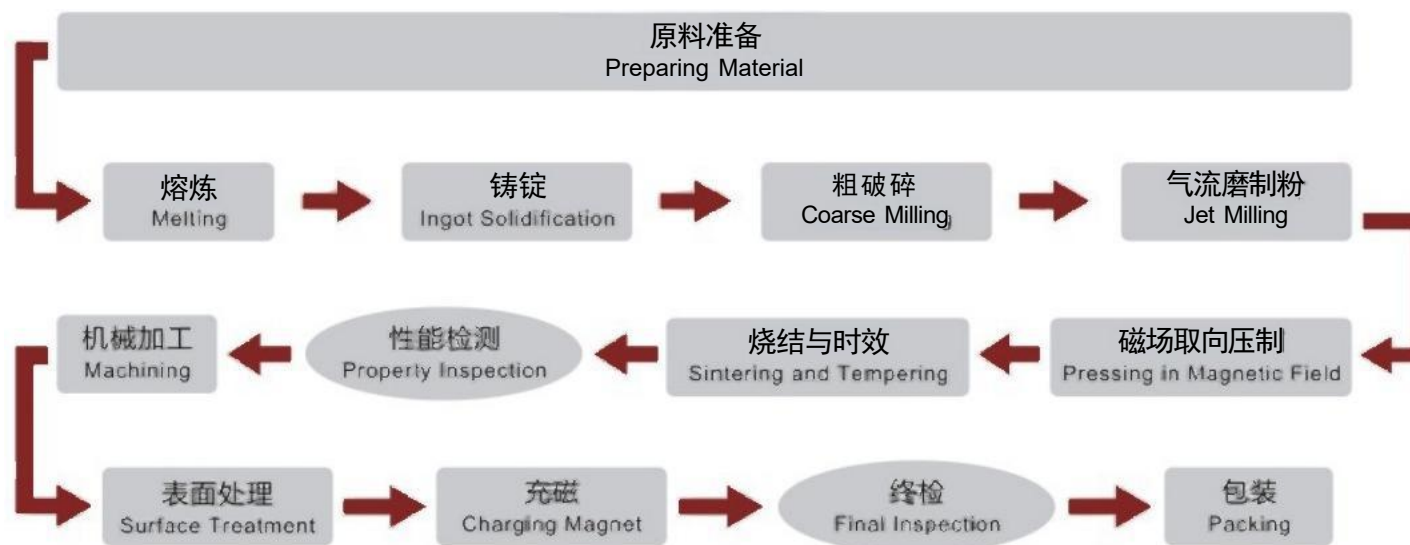 原料准备
Preparing Material
熔炼
Melting
铸锭
Ingot Solidification
粗破碎
Coarse Milling
气流磨制粉
Jet Milling
磁场取向压制
Pressing in Magnetic Field
烧结与时效
Sintering and Tempering
性能检测
Property Inspection
机械加工
Machining
表面处理
Surface Treatment
充磁
Charging Magnet
终检
Final Inspection
包装
Packing